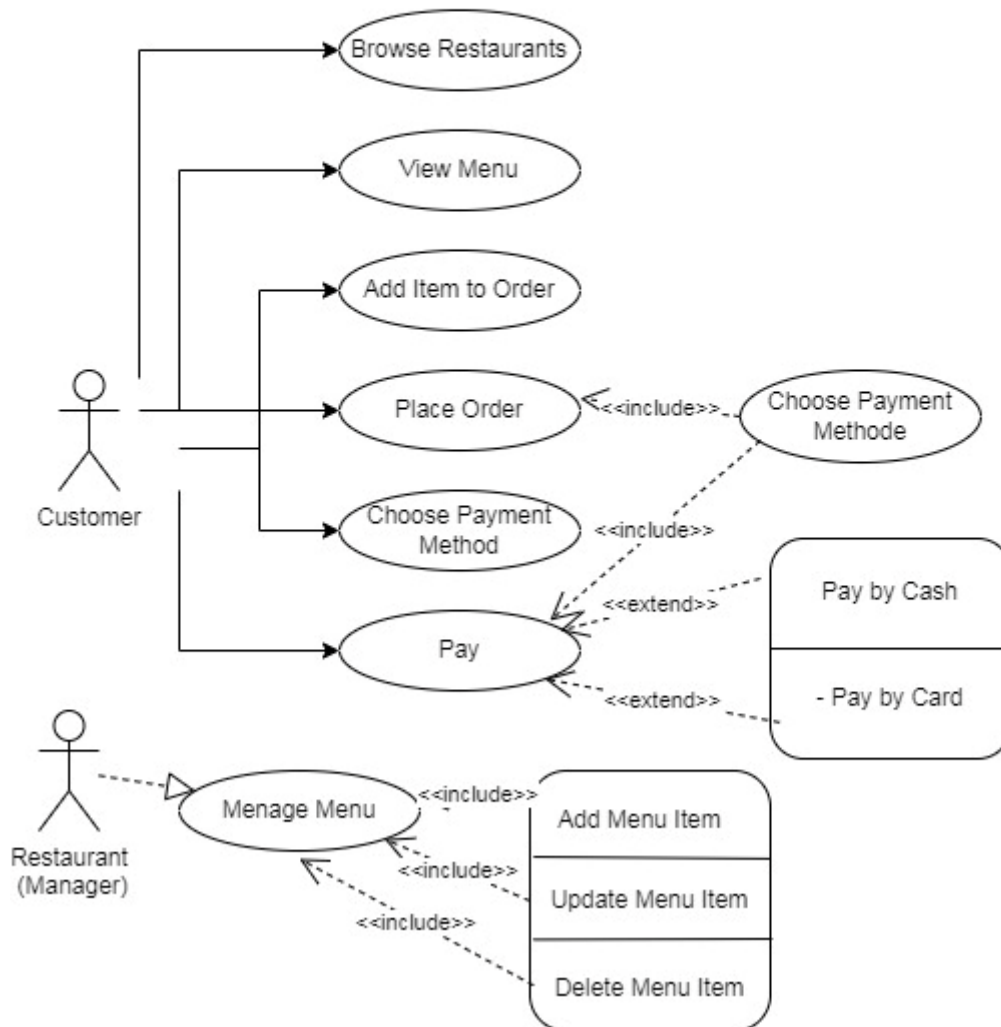 Browse Restaurants
View Menu
Add Item to Order
Place Order
<<include>>
Choose Payment
Methode
Customer
Choose Payment
Method
<<include>>
Pay by Cash
<<extend>>
Pay
<<extend>>
- Pay by Card
Restaurant
(Manager)
Menage Menu
<<include>>
Add Menu Item
<<include>>
Update Menu Item
<<include>>
Delete Menu Item